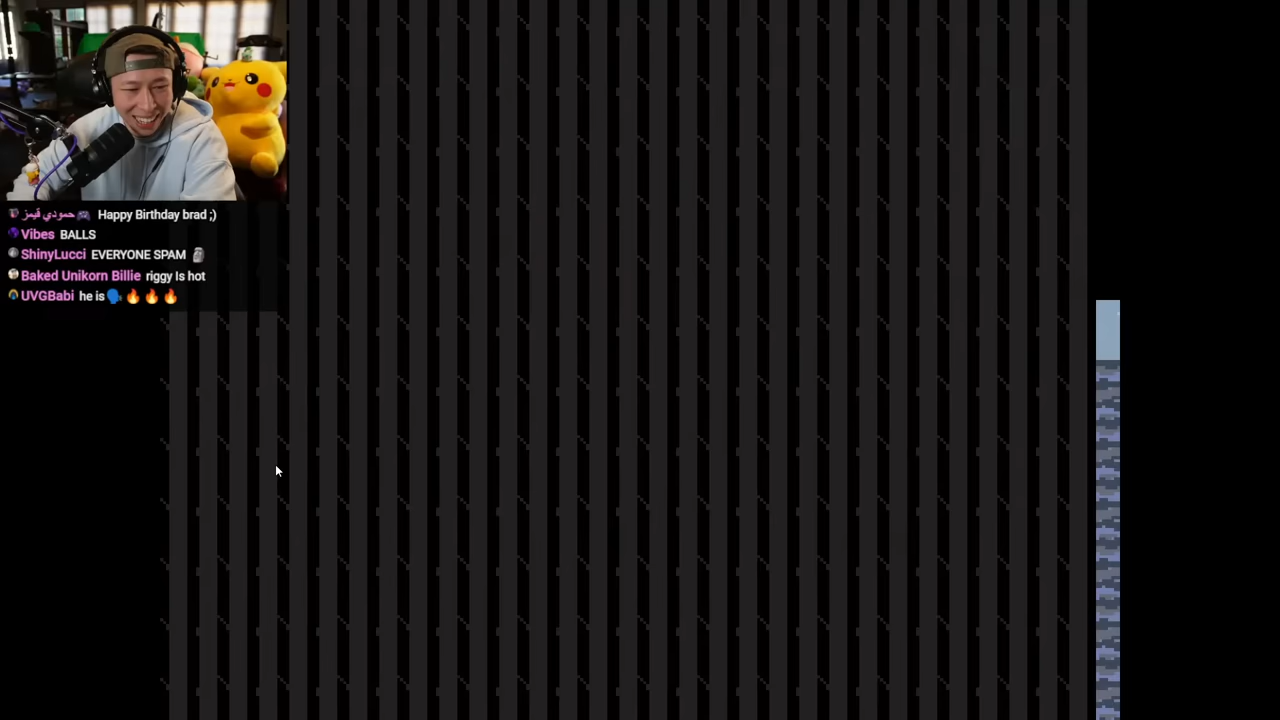 حمودي قيمز🎮 Happy Birthday brad ;)
Vibes BALLS
ShinyLucci EVERYONE SPAM 🗿
Baked Unikorn Billie riggy Is hot
UVGBabi he is🗣️🔥🔥🔥